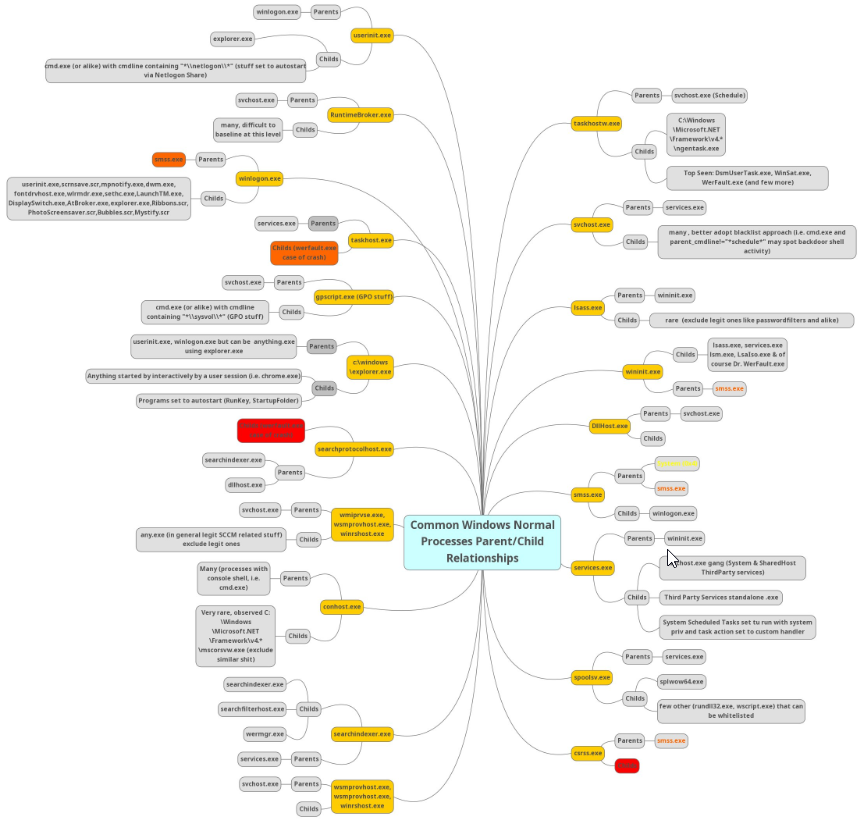 winlogon.exe
Parents
userinit.exe
explorer.exe
Childs
cmd.exe (or alike) with cmdline containing "*\\netlogon\\*" (stuff set to autostart
via Netlogon Share)
svchost.exe
Parents
RuntimeBroker.exe
many, difficult to
baseline at this level
Childs
smss.exe
Parents
winlogon.exe
userinit.exe,scrnsave.scr,mpnotify.exe,dwm.exe,
fontdrvhost.exe,wlrmdr.exe,sethc.exe,LaunchTM.exe,
DisplaySwitch.exe,AtBroker.exe,explorer.exe,Ribbons.scr,
PhotoScreensaver.scr,Bubbles.scr,Mystify.scr
Childs
services.exe
Parents
taskhost.exe
Childs (werfault.exe
case of crash)
svchost.exe
Parents
gpscript.exe (GPO stuff)
cmd.exe (or alike) with cmdline
containing "*\\sysvol\\*" (GPO stuff)
Childs
userinit.exe, winlogon.exe but can be  anything.exe
using explorer.exe
Parents
c:\windows
\explorer.exe
Anything started by interactively by a user session (i.e. chrome.exe)
Childs
Programs set to autostart (RunKey, StartupFolder)
searchprotocolhost.exe
searchindexer.exe
Parents
dllhost.exe
svchost.exe
Parents
wmiprvse.exe,
wsmprovhost.exe,
winrshost.exe
any.exe (in general legit SCCM related stuff)
exclude legit ones
Childs
Many (processes with
console shell, i.e.
cmd.exe)
Parents
conhost.exe
Very rare, observed C:
\Windows
\Microsoft.NET
\Framework\v4.*
\mscorsvw.exe (exclude
similar shit)
Childs
searchindexer.exe
searchfilterhost.exe
Childs
wermgr.exe
searchindexer.exe
services.exe
Parents
svchost.exe
Parents
wsmprovhost.exe,
wsmprovhost.exe,
winrshost.exe
Childs
Common Windows Normal
Processes Parent/Child
Relationships
taskhostw.exe
Parents
svchost.exe (Schedule)
Childs
C:\Windows
\Microsoft.NET
\Framework\v4.*
\ngentask.exe
Top Seen: DsmUserTask.exe, WinSat.exe,
WerFault.exe (and few more)
svchost.exe
Parents
services.exe
Childs
many , better adopt blacklist approach (i.e. cmd.exe and
parent_cmdline!="*schedule*" may spot backdoor shell
activity)
lsass.exe
Parents
wininit.exe
Childs
rare  (exclude legit ones like passwordfilters and alike)
wininit.exe
Childs
lsass.exe, services.exe
lsm.exe, LsaIso.exe & of
course Dr. WerFault.exe
Parents
smss.exe
DllHost.exe
Parents
svchost.exe
Childs
smss.exe
Parents
smss.exe
Childs
winlogon.exe
services.exe
Parents
wininit.exe
Childs
host.exe gang (System & SharedHost
ThirdParty services)
Third Party Services standalone .exe
System Scheduled Tasks set tu run with system
priv and task action set to custom handler
spoolsv.exe
Parents
services.exe
Childs
splwow64.exe
few other (rundll32.exe, wscript.exe) that can
be whitelisted
csrss.exe
Parents
smss.exe